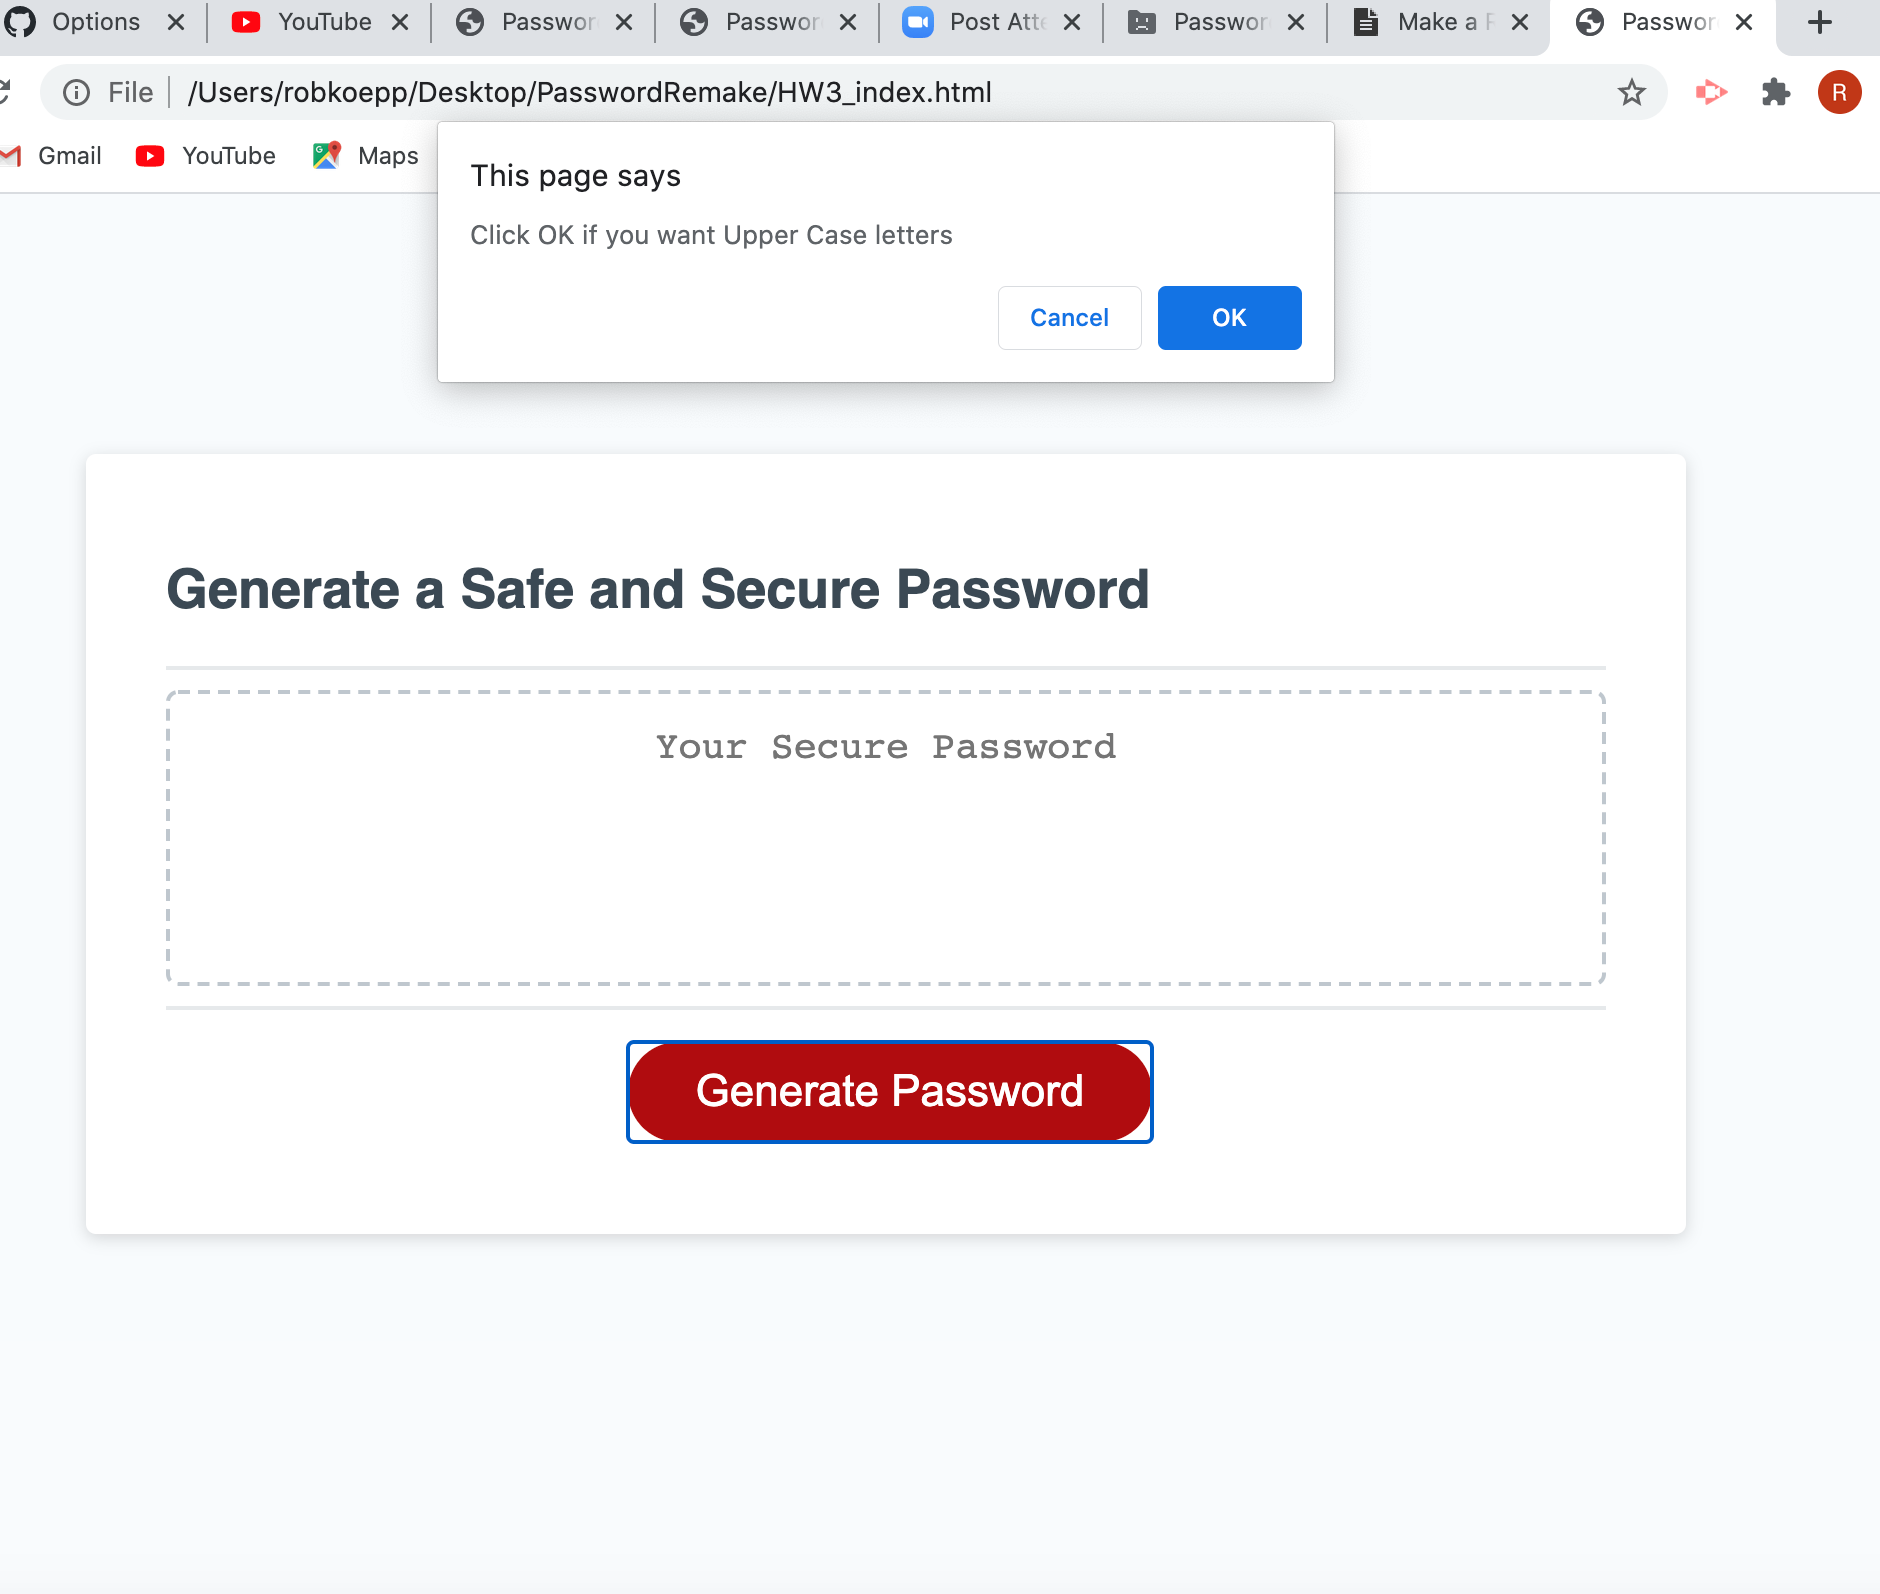 Options YouTube Passwor Passwor Post Atte Passwor Make a R Passwor
File /Users/robkoepp/Desktop/PasswordRemake/HW3_index.html R
Gmail YouTube Maps
This page says
Click OK if you want Upper Case letters
Cancel OK
Generate a Safe and Secure Password
Your Secure Password
Generate Password